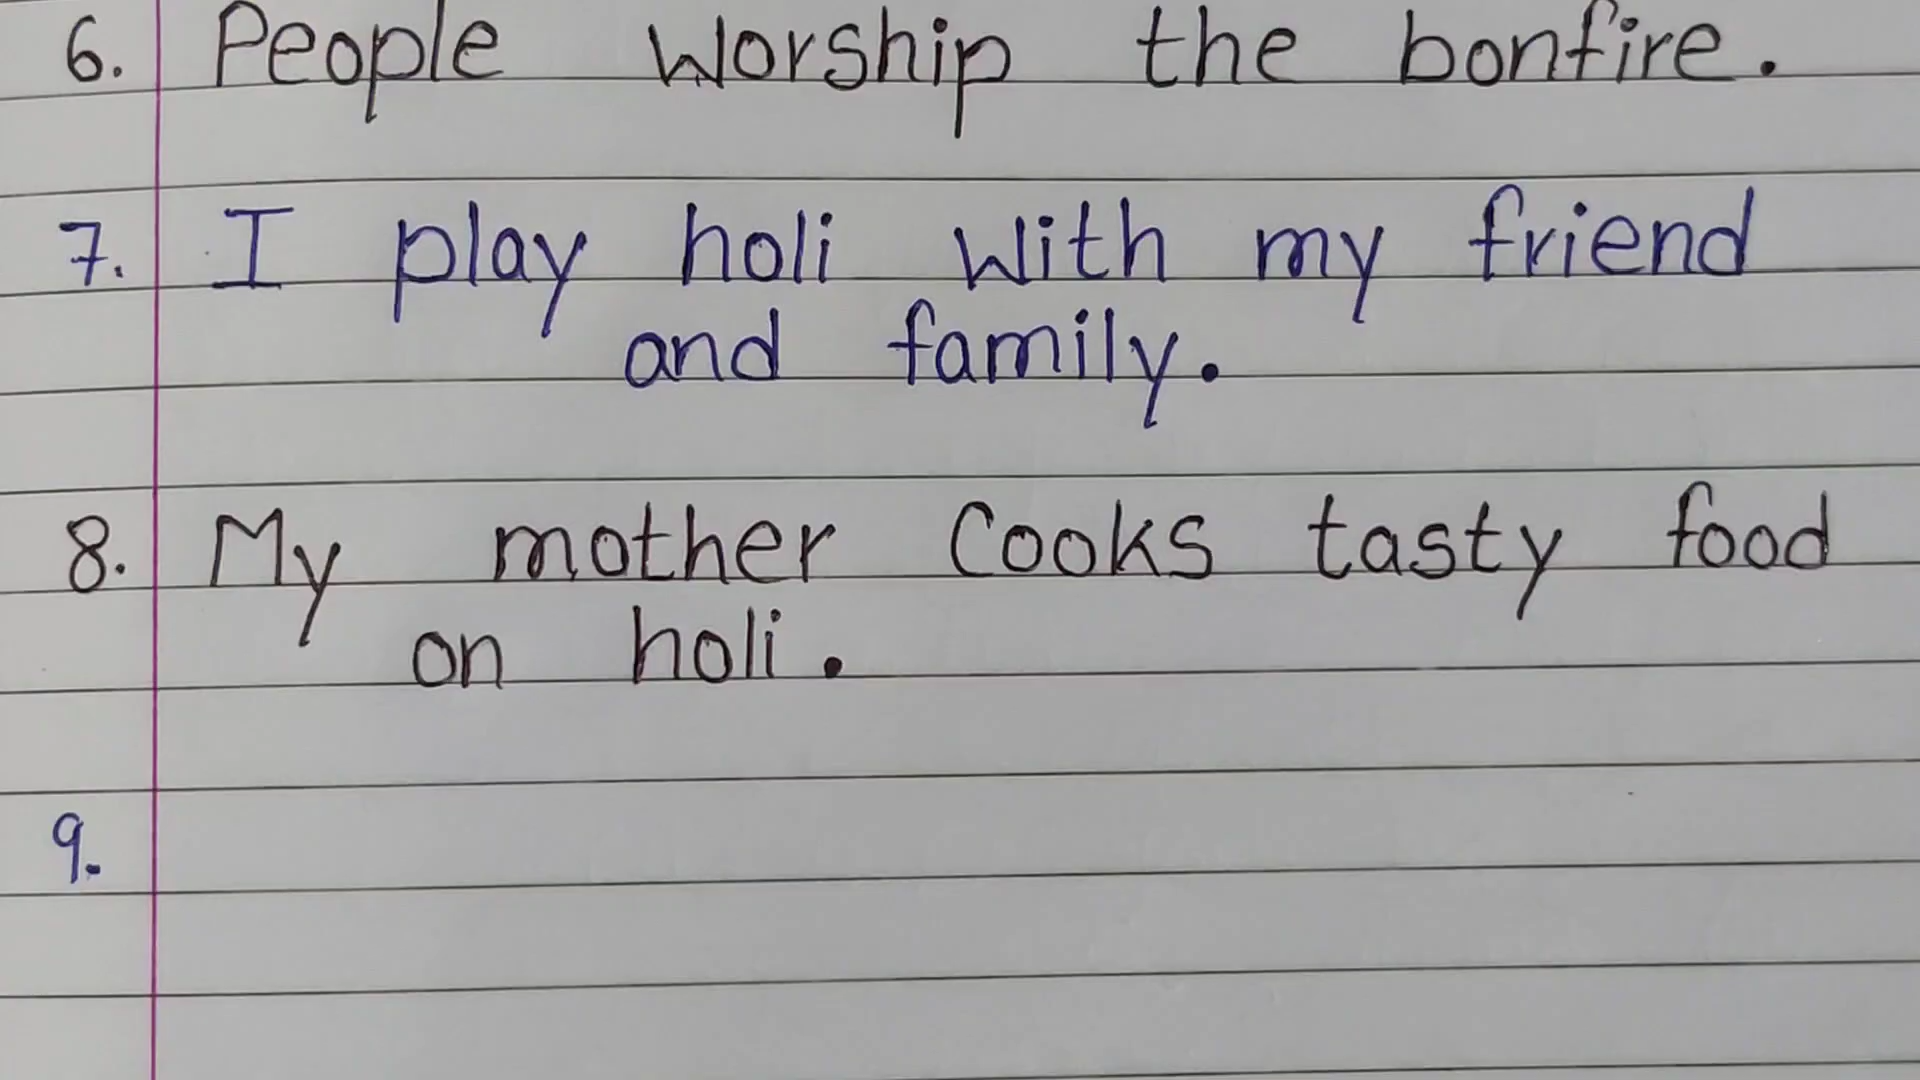 6. People worship the bonfire.
7. I play holi with my friend
and family.
8. My mother Cooks tasty food
on holi.
9.